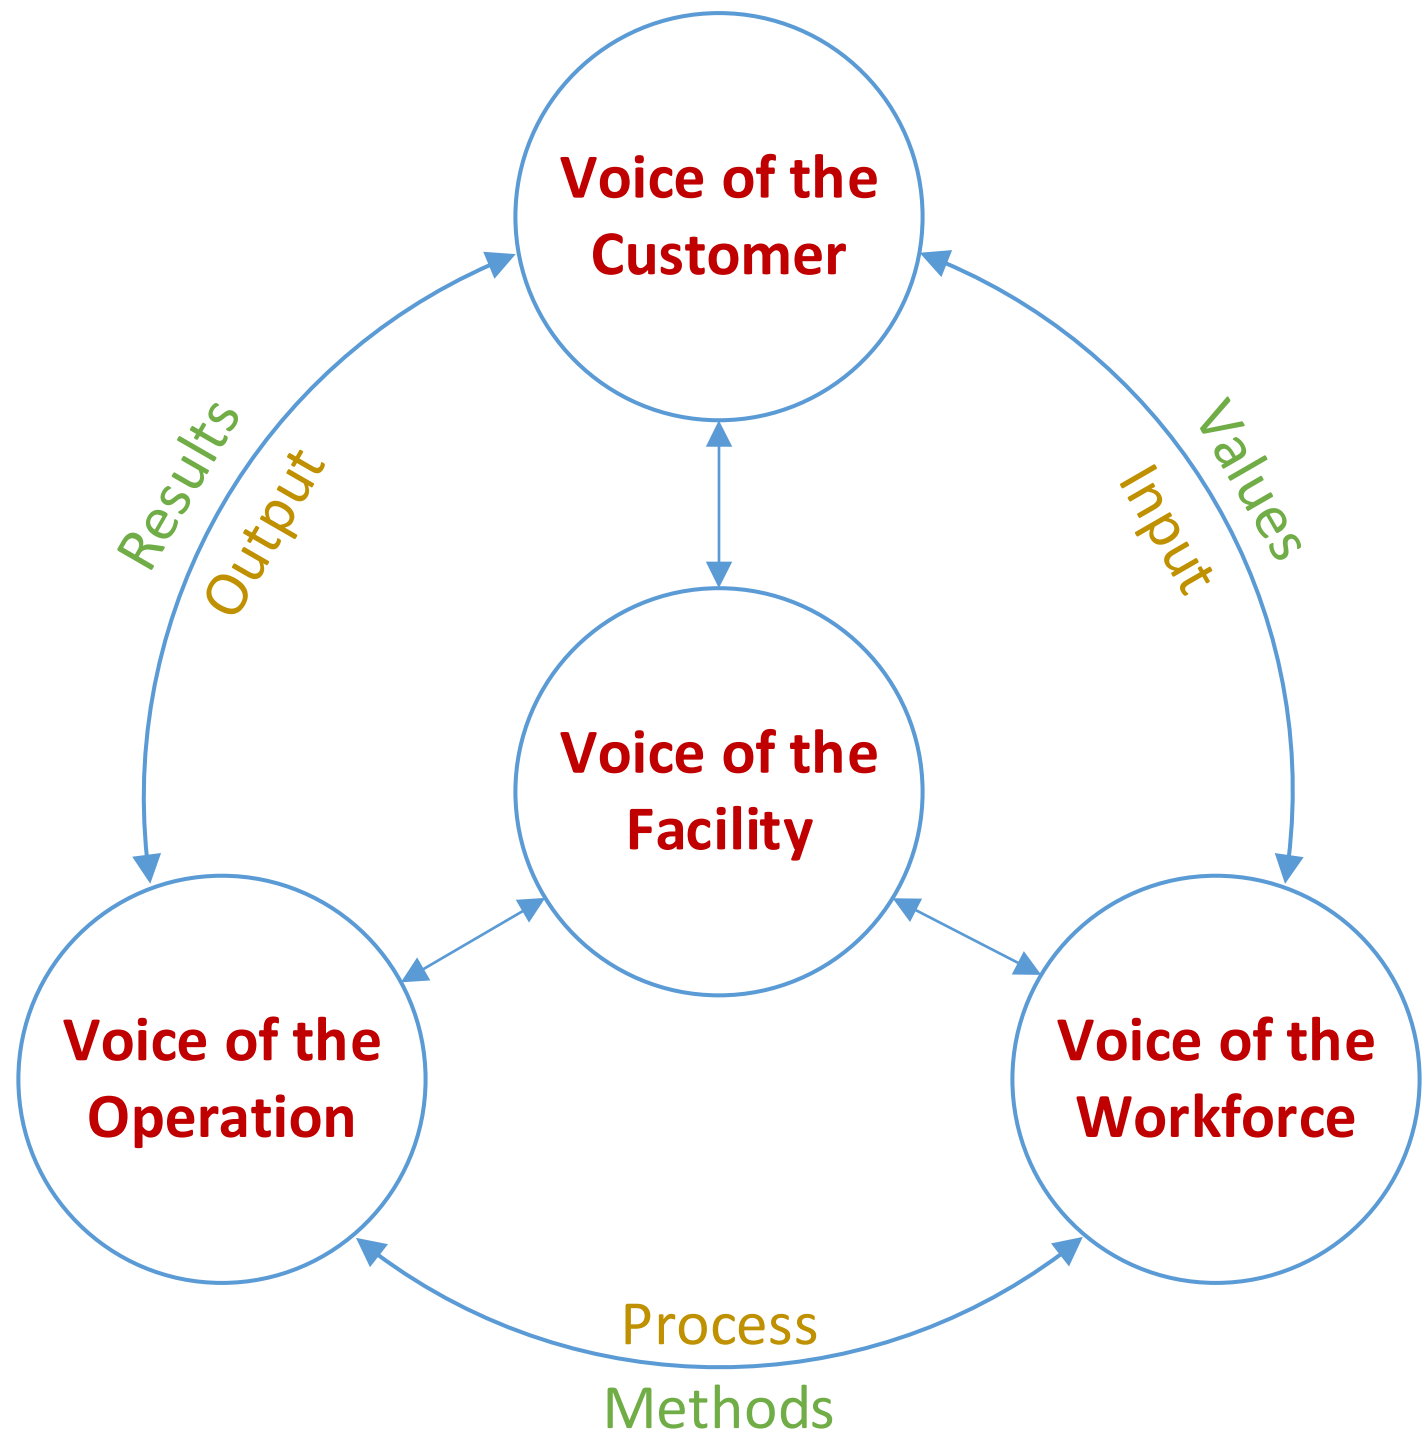 Voice of the
Customer
Results
Output
Values
Input
Voice of the
Facility
Voice of the
Operation
Voice of the
Workforce
Process
Methods